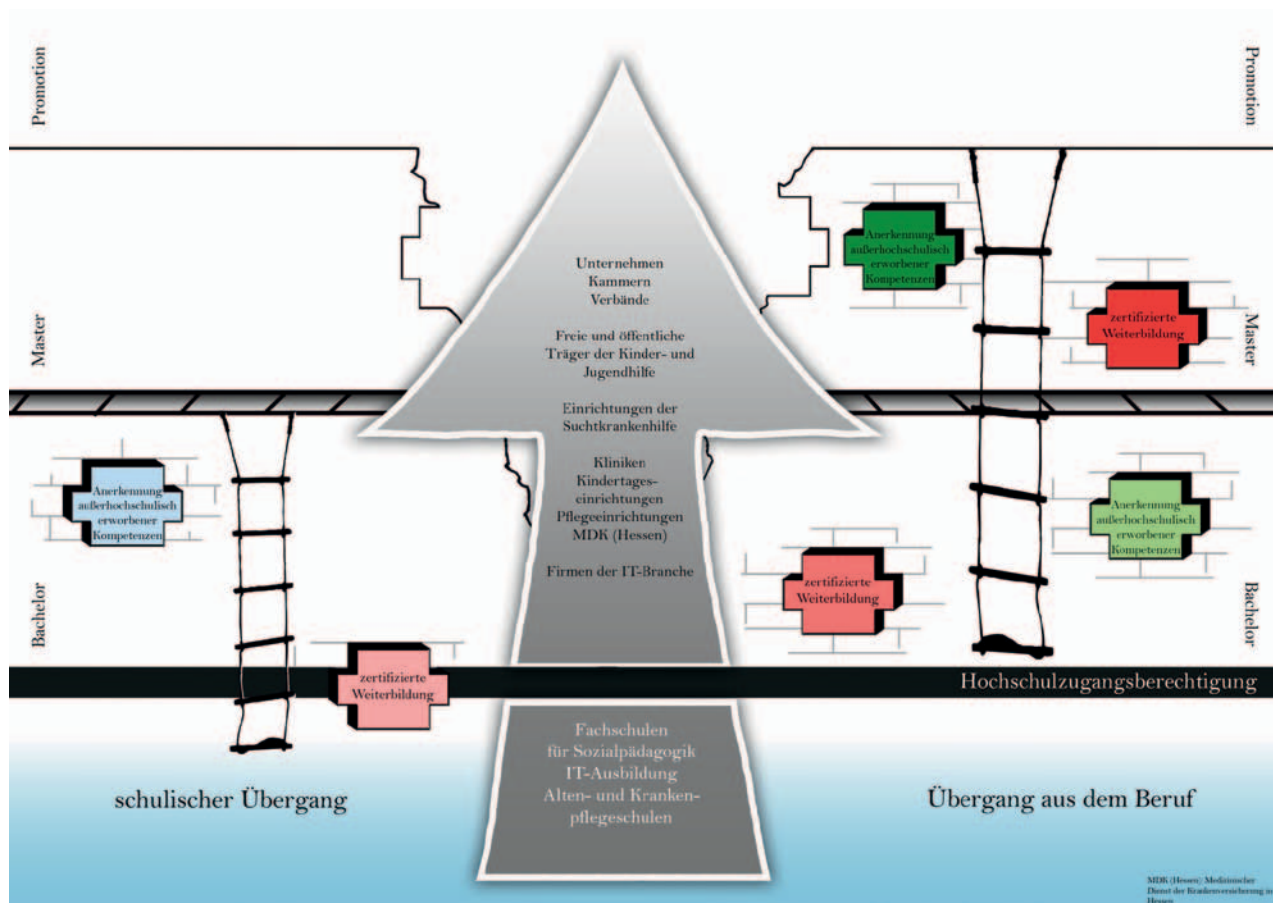 Promotion
Promotion
Unternehmen
Kammern
Verbände
Freie und öffentliche
Träger der Kinder- und
Jugendhilfe
Einrichtungen der
Suchtkrankenhilfe
Kliniken
Kindertages-
einrichtungen
Pflegeeinrichtungen
MDK (Hessen)
Firmen der IT-Branche
Anerkennung
außerhochschulisch
erworbener
Kompetenzen
zertifizierte
Weiterbildung
Master
Master
Anerkennung
außerhochschulisch
erworbener
Kompetenzen
Anerkennung
außerhochschulisch
erworbener
Kompetenzen
zertifizierte
Weiterbildung
Bachelor
Bachelor
zertifizierte
Weiterbildung
Hochschulzugangsberechtigung
Fachschulen
für Sozialpädagogik
IT-Ausbildung
Alten- und Kranken-
pflegeschulen
schulischer Übergang
Übergang aus dem Beruf
MDK (Hessen) Medizinischer
Dienst der Krankenversicherung in
Hessen